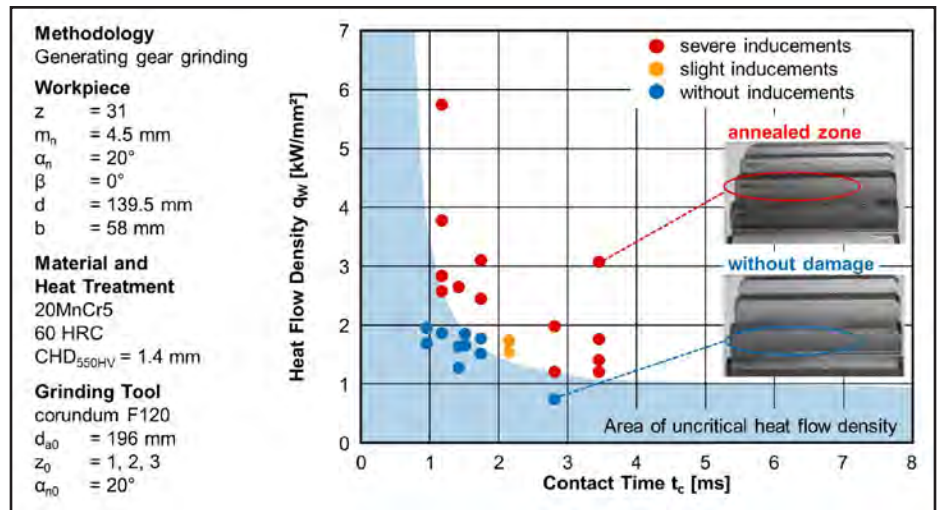 Methodology
Generating gear grinding
Workpiece
z = 31
mₙ = 4.5 mm
αₙ = 20°
β = 0°
d = 139.5 mm
b = 58 mm
Material and
Heat Treatment
20MnCr5
60 HRC
CHD₅₅₀HV = 1.4 mm
Grinding Tool
corundum F120
dₐ₀ = 196 mm
z₀ = 1, 2, 3
αₙ₀ = 20°
Heat Flow Density q_W [kW/mm²]
7
6
5
4
3
2
1
0
severe inducements
slight inducements
without inducements
annealed zone
without damage
Area of uncritical heat flow density
0 1 2 3 4 5 6 7 8
Contact Time t_c [ms]